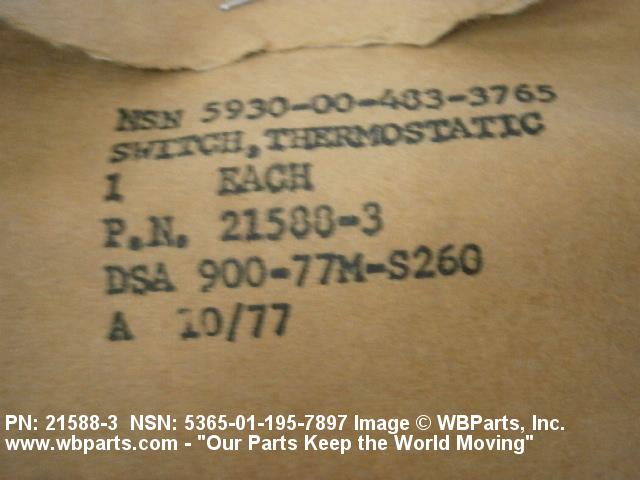 NSN 5930-00-483-3765
SWITCH, THERMOSTATIC
1 EACH
P.N. 21588-3
DSA 900-77M-S260
A 10/77
PN: 21588-3 NSN: 5365-01-195-7897 Image © WBParts, Inc.
www.wbparts.com - "Our Parts Keep the World Moving"